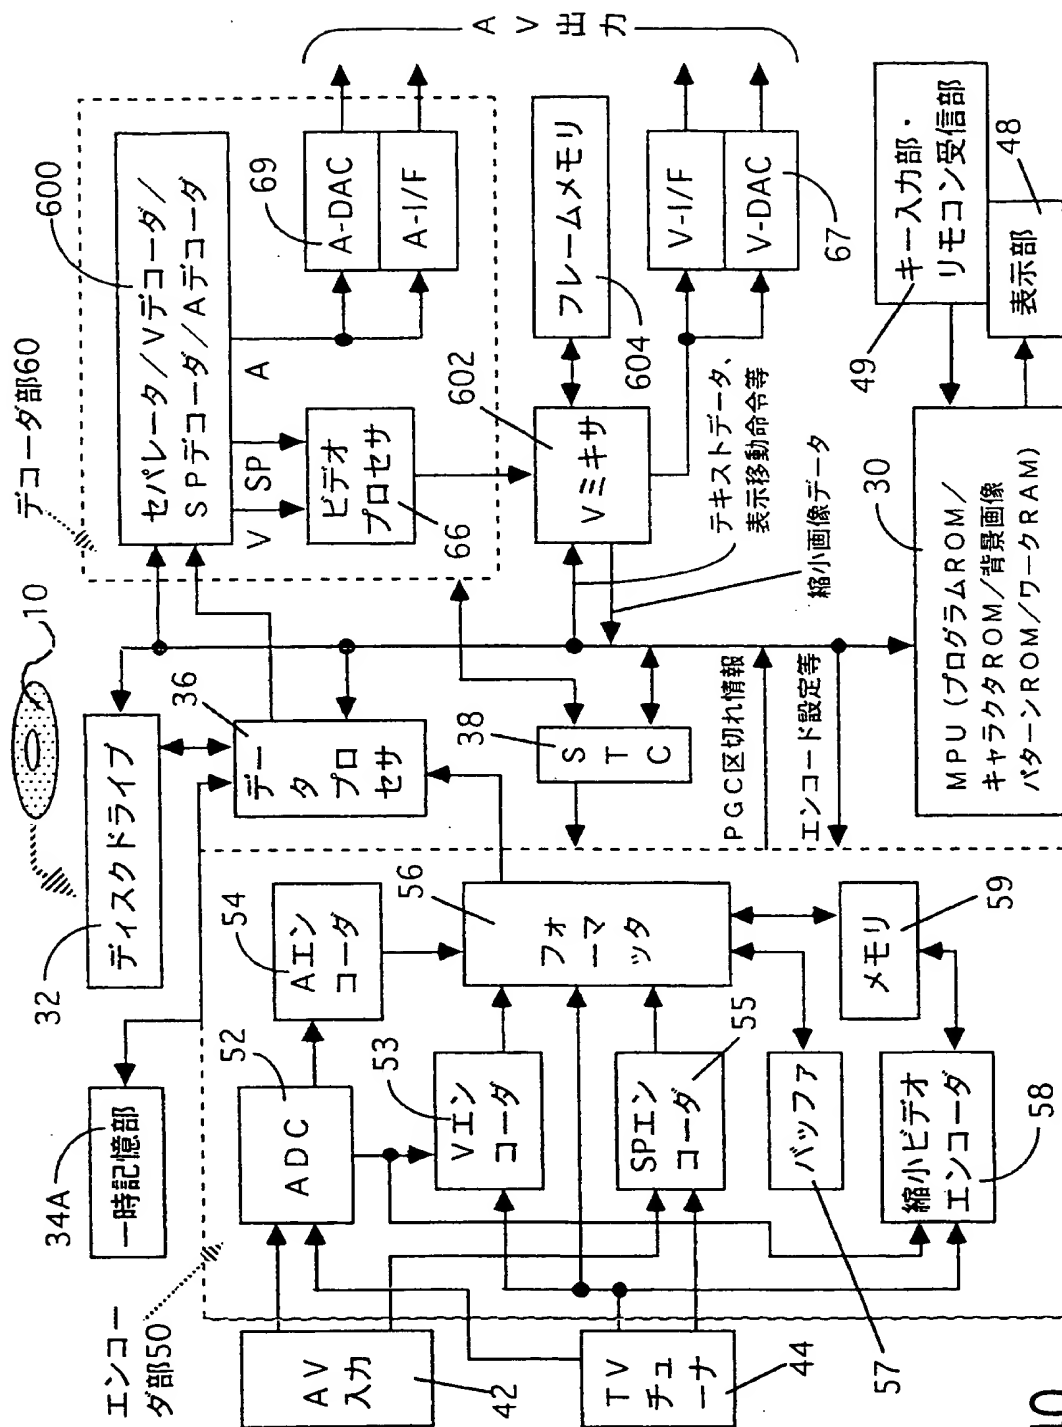 エンコー
ダ部50
34A
一時記憶部
32
ディスクドライブ
10
デコーダ部60
600
セパレータ/Vデコーダ/
SPデコーダ/Aデコーダ
36
データ
プロ
セサ
V
SP
A
66
ビデオ
プロセサ
69
A-DAC
A-I/F
AV出力
AV
入力
42
TV
チュ
ーナ
44
52
ADC
54
Aエン
コーダ
53
Vエン
コーダ
55
SPエン
コーダ
56
フォ
ーマ
ッタ
57
バッファ
58
縮小ビデオ
エンコーダ
59
メモリ
38
STC
602
Vミキサ
604
フレームメモリ
V-I/F
V-DAC
67
テキストデータ、
表示移動命令等
縮小画像データ
PGC区切れ情報
エンコード設定等
30
MPU(プログラムROM/
キャラクタROM/背景画像
パターンROM/ワークRAM)
49
キー入力部・
リモコン受信部
48
表示部